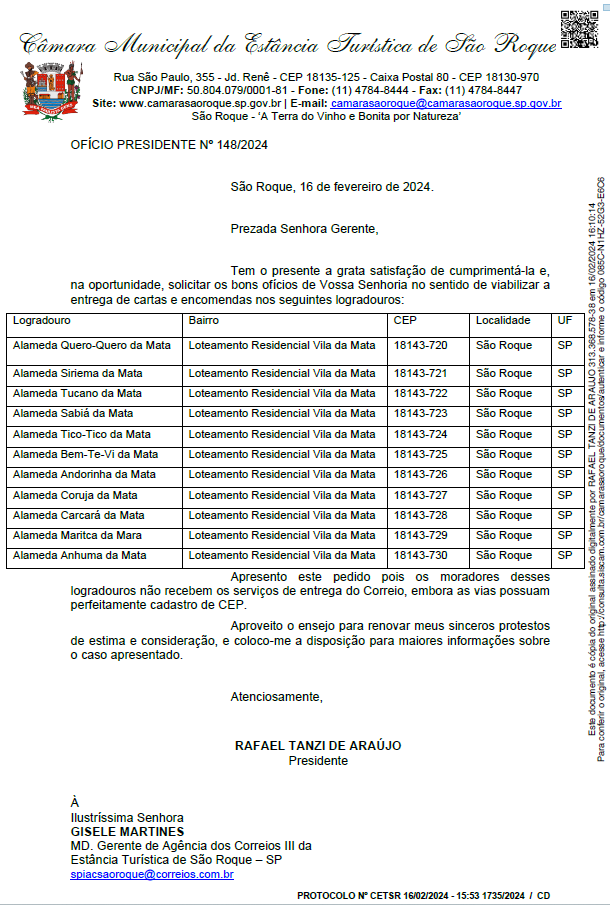 Câmara Municipal da Estância Turística de São Roque
Rua São Paulo, 355 - Jd. Renê - CEP 18135-125 - Caixa Postal 80 - CEP 18130-970
CNPJ/MF: 50.804.079/0001-81 - Fone: (11) 4784-8444 - Fax: (11) 4784-8447
Site: www.camarasaoroque.sp.gov.br | E-mail: camarasaoroque@camarasaoroque.sp.gov.br
São Roque - ‘A Terra do Vinho e Bonita por Natureza’
OFÍCIO PRESIDENTE Nº 148/2024
São Roque, 16 de fevereiro de 2024.
Prezada Senhora Gerente,
Tem o presente a grata satisfação de cumprimentá-la e,
na oportunidade, solicitar os bons ofícios de Vossa Senhoria no sentido de viabilizar a
entrega de cartas e encomendas nos seguintes logradouros:
Logradouro Bairro CEP Localidade UF
Alameda Quero-Quero da Mata Loteamento Residencial Vila da Mata 18143-720 São Roque SP
Alameda Siriema da Mata Loteamento Residencial Vila da Mata 18143-721 São Roque SP
Alameda Tucano da Mata Loteamento Residencial Vila da Mata 18143-722 São Roque SP
Alameda Sabiá da Mata Loteamento Residencial Vila da Mata 18143-723 São Roque SP
Alameda Tico-Tico da Mata Loteamento Residencial Vila da Mata 18143-724 São Roque SP
Alameda Bem-Te-Vi da Mata Loteamento Residencial Vila da Mata 18143-725 São Roque SP
Alameda Andorinha da Mata Loteamento Residencial Vila da Mata 18143-726 São Roque SP
Alameda Coruja da Mata Loteamento Residencial Vila da Mata 18143-727 São Roque SP
Alameda Carcará da Mata Loteamento Residencial Vila da Mata 18143-728 São Roque SP
Alameda Maritca da Mara Loteamento Residencial Vila da Mata 18143-729 São Roque SP
Alameda Anhuma da Mata Loteamento Residencial Vila da Mata 18143-730 São Roque SP
Apresento este pedido pois os moradores desses
logradouros não recebem os serviços de entrega do Correio, embora as vias possuam
perfeitamente cadastro de CEP.
Aproveito o ensejo para renovar meus sinceros protestos
de estima e consideração, e coloco-me a disposição para maiores informações sobre
o caso apresentado.
Atenciosamente,
RAFAEL TANZI DE ARAÚJO
Presidente
À
Ilustríssima Senhora
GISELE MARTINES
MD. Gerente de Agência dos Correios III da
Estância Turística de São Roque – SP
spiacsaoroque@correios.com.br
PROTOCOLO Nº CETSR 16/02/2024 - 15:53 1735/2024 / CD
Este documento é cópia do original assinado digitalmente por RAFAEL TANZI DE ARAUJO 313.368.578-38 em 16/02/2024 16:10:14
Para conferir o original, acesse http://consulta.siscam.com.br/camarasaoroque/documentos/autenticar e informe o código 085C-N1HZ-52G3-E6C6